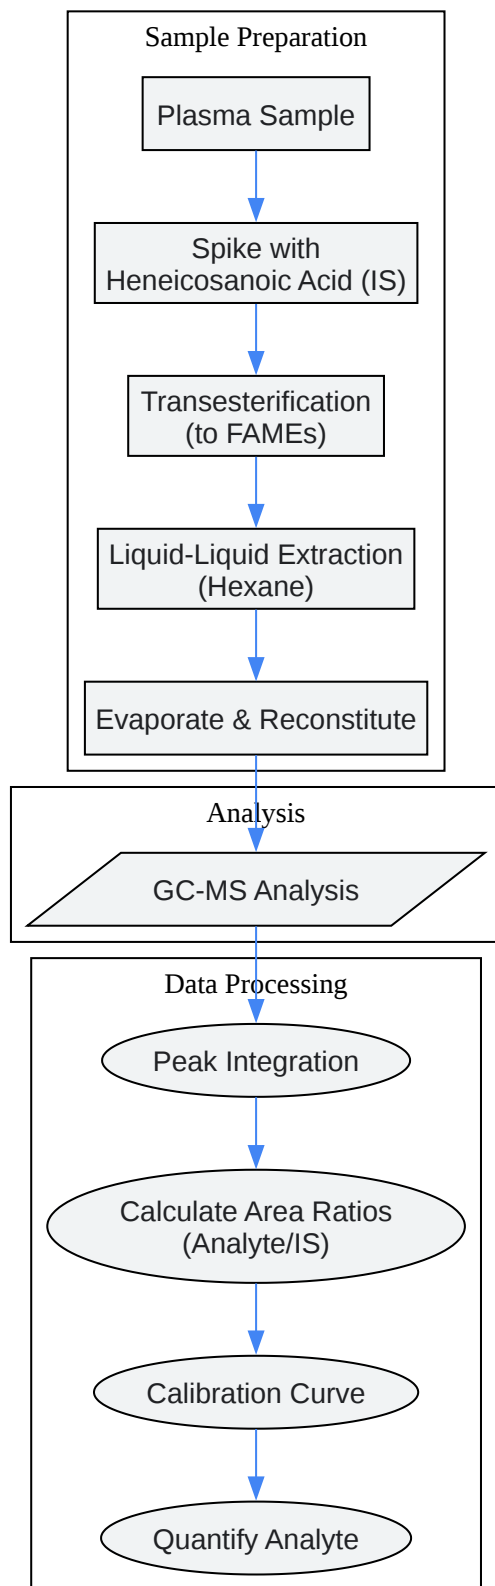 Sample Preparation
Plasma Sample
Spike with
Heneicosanoic Acid (IS)
Transesterification
(to FAMEs)
Liquid-Liquid Extraction
(Hexane)
Evaporate & Reconstitute
Analysis
GC-MS Analysis
Data Processing
Peak Integration
Calculate Area Ratios
(Analyte/IS)
Calibration Curve
Quantify Analyte